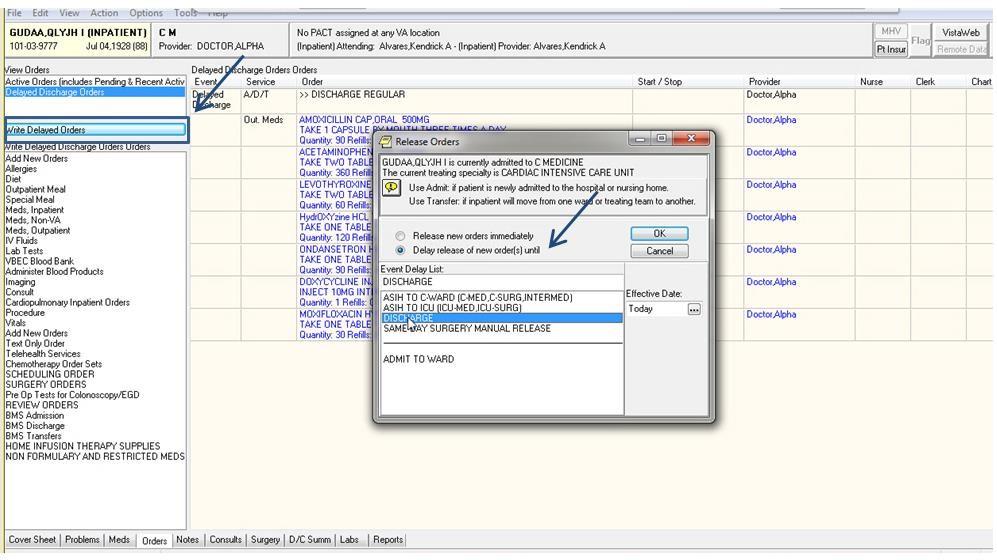 File Edit View Action Options Tools Help
GUDAA,QLYJH I (INPATIENT)
101-03-9777 Jul 04,1928 (88)
C M
Provider: DOCTOR,ALPHA
No PACT assigned at any VA location
(Inpatient) Attending: Alvares,Kendrick A - (Inpatient) Provider: Alvares,Kendrick A
MHV
Pt Insur
Flag
VistaWeb
Remote Data
View Orders
Active Orders (includes Pending & Recent Activ
Delayed Discharge Orders
Write Delayed Orders
Write Delayed Discharge Orders Orders
Add New Orders
Allergies
Diet
Outpatient Meal
Special Meal
Meds, Inpatient
Meds, Non-VA
Meds, Outpatient
IV Fluids
Lab Tests
VBEC Blood Bank
Administer Blood Products
Imaging
Consult
Cardiopulmonary Inpatient Orders
Procedure
Vitals
Add New Orders
Text Only Order
Telehealth Services
Chemotherapy Order Sets
SCHEDULING ORDER
SURGERY ORDERS
Pre Op Tests for Colonoscopy/EGD
REVIEW ORDERS
BMS Admission
BMS Discharge
BMS Transfers
HOME INFUSION THERAPY SUPPLIES
NON FORMULARY AND RESTRICTED MEDS
Delayed Discharge Orders Orders
Event Service Order Start / Stop Provider Nurse Clerk Chart
Delayed Discharge A/D/T >> DISCHARGE REGULAR Doctor,Alpha
Out. Meds AMOXICILLIN CAP,ORAL 500MG Doctor,Alpha
TAKE 1 CAPSULE BY MOUTH THREE TIMES A DAY
Quantity: 90 Refills:
ACETAMINOPHEN Doctor,Alpha
TAKE TWO TABLE
Quantity: 360 Refill
LEVOTHYROXINE Doctor,Alpha
TAKE TWO TABLE
Quantity: 60 Refills:
HydrOXYzine HCL Doctor,Alpha
TAKE ONE TABLE
Quantity: 120 Refill
ONDANSETRON H Doctor,Alpha
TAKE ONE TABLE
Quantity: 90 Refills:
DOXYCYCLINE INJ, Doctor,Alpha
INJECT 10MG INT
Quantity: 1 Refills: 0
MOXIFLOXACIN H Doctor,Alpha
TAKE ONE TABLE
Quantity: 30 Refills:
Release Orders
GUDAA,QLYJH I is currently admitted to C MEDICINE
The current treating specialty is CARDIAC INTENSIVE CARE UNIT
Use Admit: if patient is newly admitted to the hospital or nursing home.
Use Transfer: if inpatient will move from one ward or treating team to another.
Release new orders immediately
Delay release of new order(s) until
OK
Cancel
Event Delay List:
DISCHARGE
ASIH TO C-WARD (C-MED,C-SURG,INTERMED)
ASIH TO ICU (ICU-MED,ICU-SURG)
DISCHARGE
SAME DAY SURGERY MANUAL RELEASE
ADMIT TO WARD
Effective Date:
Today ...
Cover Sheet Problems Meds Orders Notes Consults Surgery D/C Summ Labs Reports